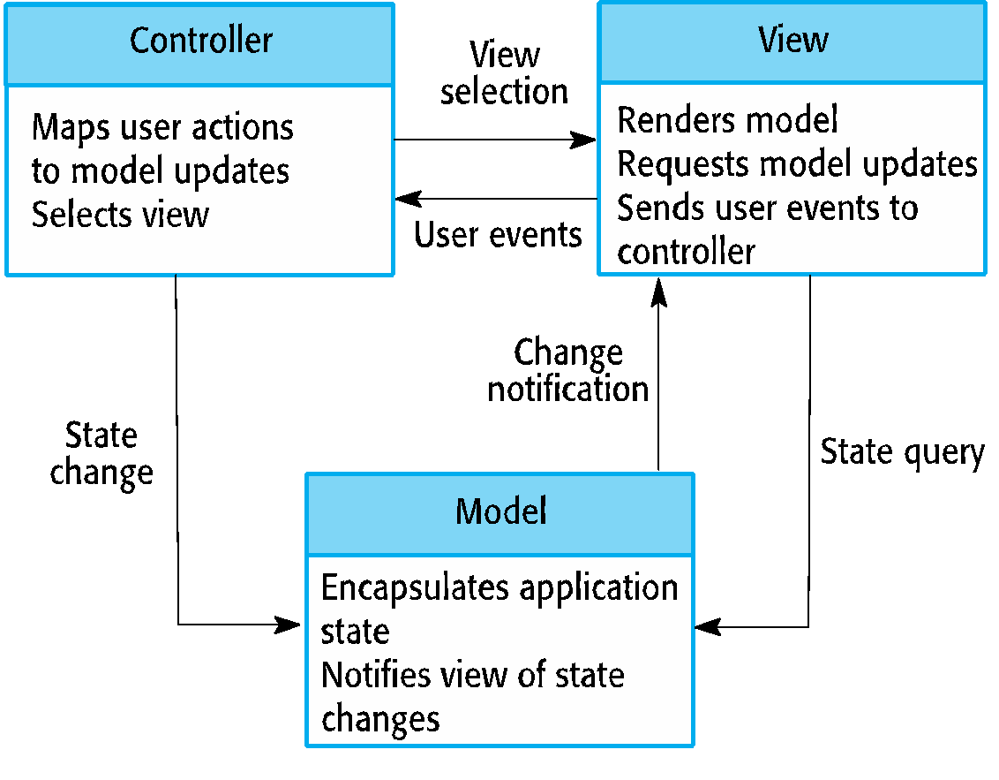 Controller
Maps user actions
to model updates
Selects view
View
selection
User events
View
Renders model
Requests model updates
Sends user events to
controller
State
change
Change
notification
State query
Model
Encapsulates application
state
Notifies view of state
changes